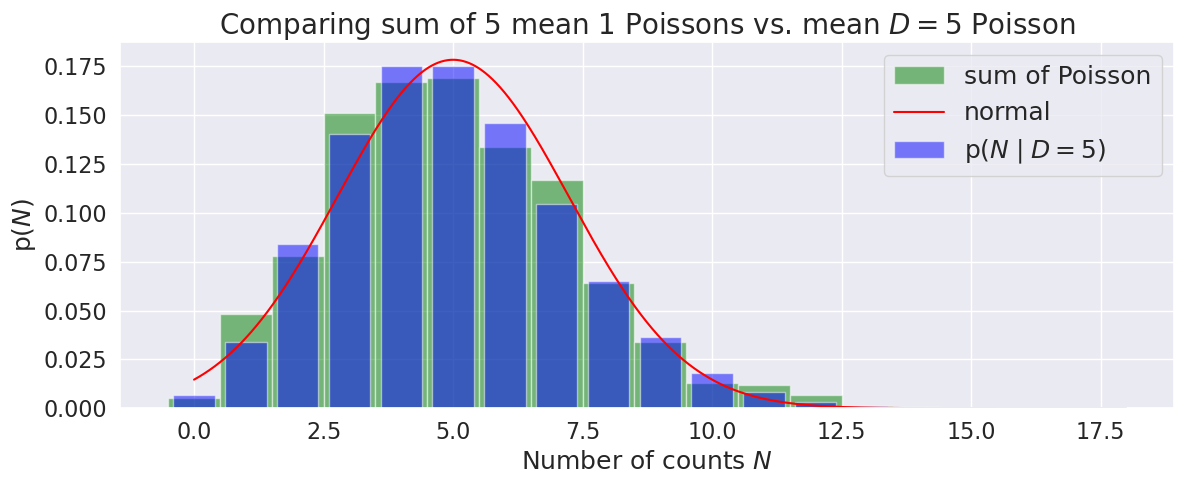 Comparing sum of 5 mean 1 Poissons vs. mean D = 5 Poisson
sum of Poisson
normal
p(N | D = 5)
p(N)
0.175
0.150
0.125
0.100
0.075
0.050
0.025
0.000
0.0 2.5 5.0 7.5 10.0 12.5 15.0 17.5
Number of counts N